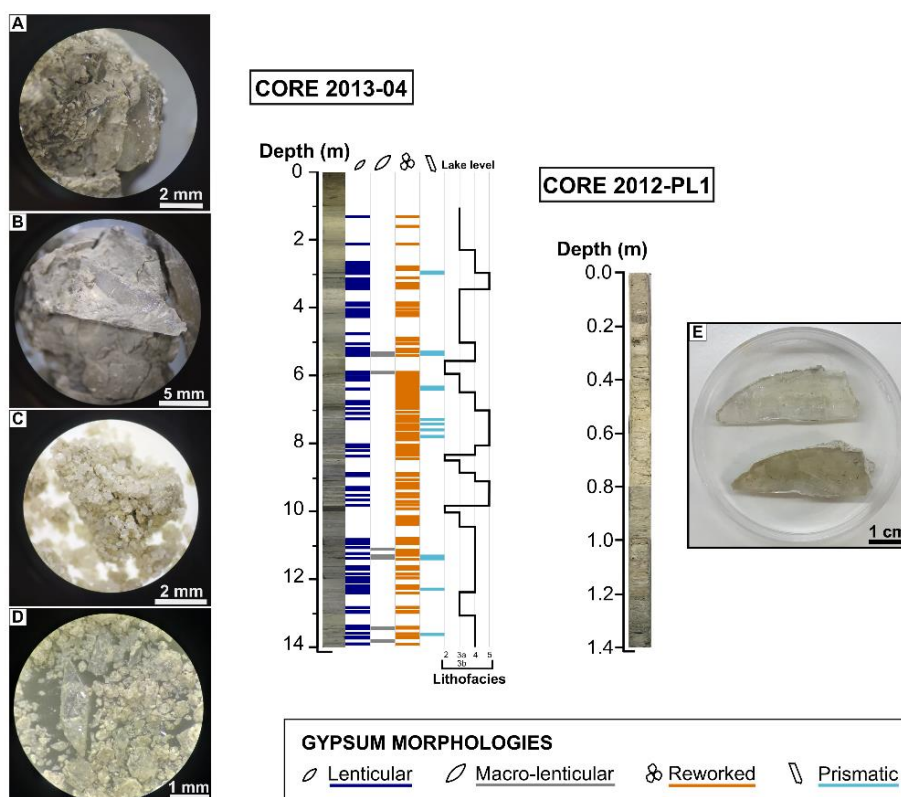 A
2 mm
B
5 mm
C
2 mm
D
1 mm
CORE 2013-04
Depth (m)
Lake level
0
2
4
6
8
10
12
14
2 3a 4 5
3b
Lithofacies
CORE 2012-PL1
Depth (m)
0.0
0.2
0.4
0.6
0.8
1.0
1.2
1.4
E
1 cm
GYPSUM MORPHOLOGIES
Lenticular Macro-lenticular Reworked Prismatic